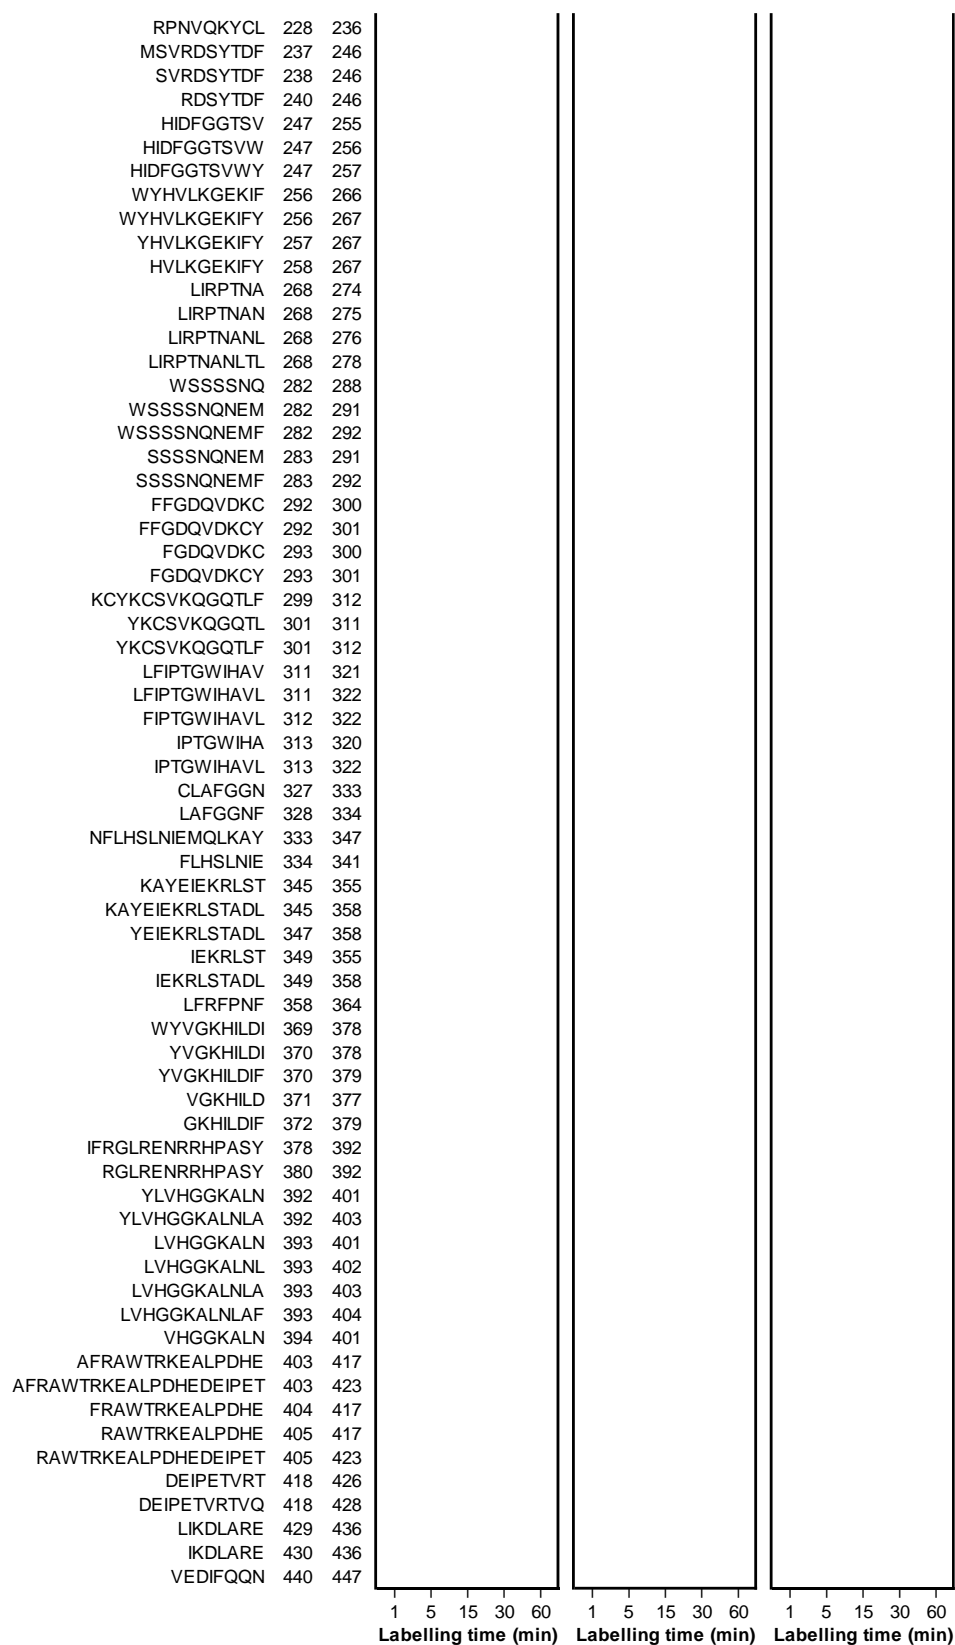 RPNVQKYCL 228 236
MSVRDSYTDF 237 246
SVRDSYTDF 238 246
RDSYTDF 240 246
HIDFGGTSV 247 255
HIDFGGTSVW 247 256
HIDFGGTSVWY 247 257
WYHVLKGEKIF 256 266
WYHVLKGEKIFY 256 267
YHVLKGEKIFY 257 267
HVLKGEKIFY 258 267
LIRPTNA 268 274
LIRPTNAN 268 275
LIRPTNANL 268 276
LIRPTNANLTL 268 278
WSSSSNQ 282 288
WSSSSNQNEM 282 291
WSSSSNQNEMF 282 292
SSSSNQNEM 283 291
SSSSNQNEMF 283 292
FFGDQVDKC 292 300
FFGDQVDKCY 292 301
FGDQVDKC 293 300
FGDQVDKCY 293 301
KCYKCSVKQGQTLF 299 312
YKCSVKQGQTL 301 311
YKCSVKQGQTLF 301 312
LFIPTGWIHAV 311 321
LFIPTGWIHAVL 311 322
FIPTGWIHAVL 312 322
IPTGWIHA 313 320
IPTGWIHAVL 313 322
CLAFGGN 327 333
LAFGGNF 328 334
NFLHSLNIEMQLKAY 333 347
FLHSLNIE 334 341
KAYEIEKRLST 345 355
KAYEIEKRLSTADL 345 358
YEIEKRLSTADL 347 358
IEKRLST 349 355
IEKRLSTADL 349 358
LFRFPNF 358 364
WYVGKHILDI 369 378
YVGKHILDI 370 378
YVGKHILDIF 370 379
VGKHILD 371 377
GKHILDIF 372 379
IFRGLRENRRHPASY 378 392
RGLRENRRHPASY 380 392
YLVHGGKALN 392 401
YLVHGGKALNLA 392 403
LVHGGKALN 393 401
LVHGGKALNL 393 402
LVHGGKALNLA 393 403
LVHGGKALNLAF 393 404
VHGGKALN 394 401
AFRAWTRKEALPDHE 403 417
AFRAWTRKEALPDHEDEIPET 403 423
FRAWTRKEALPDHE 404 417
RAWTRKEALPDHE 405 417
RAWTRKEALPDHEDEIPET 405 423
DEIPETVRT 418 426
DEIPETVRTVQ 418 428
LIKDLARE 429 436
IKDLARE 430 436
VEDIFQQN 440 447
1 5 15 30 60 1 5 15 30 60 1 5 15 30 60
Labelling time (min) Labelling time (min) Labelling time (min)